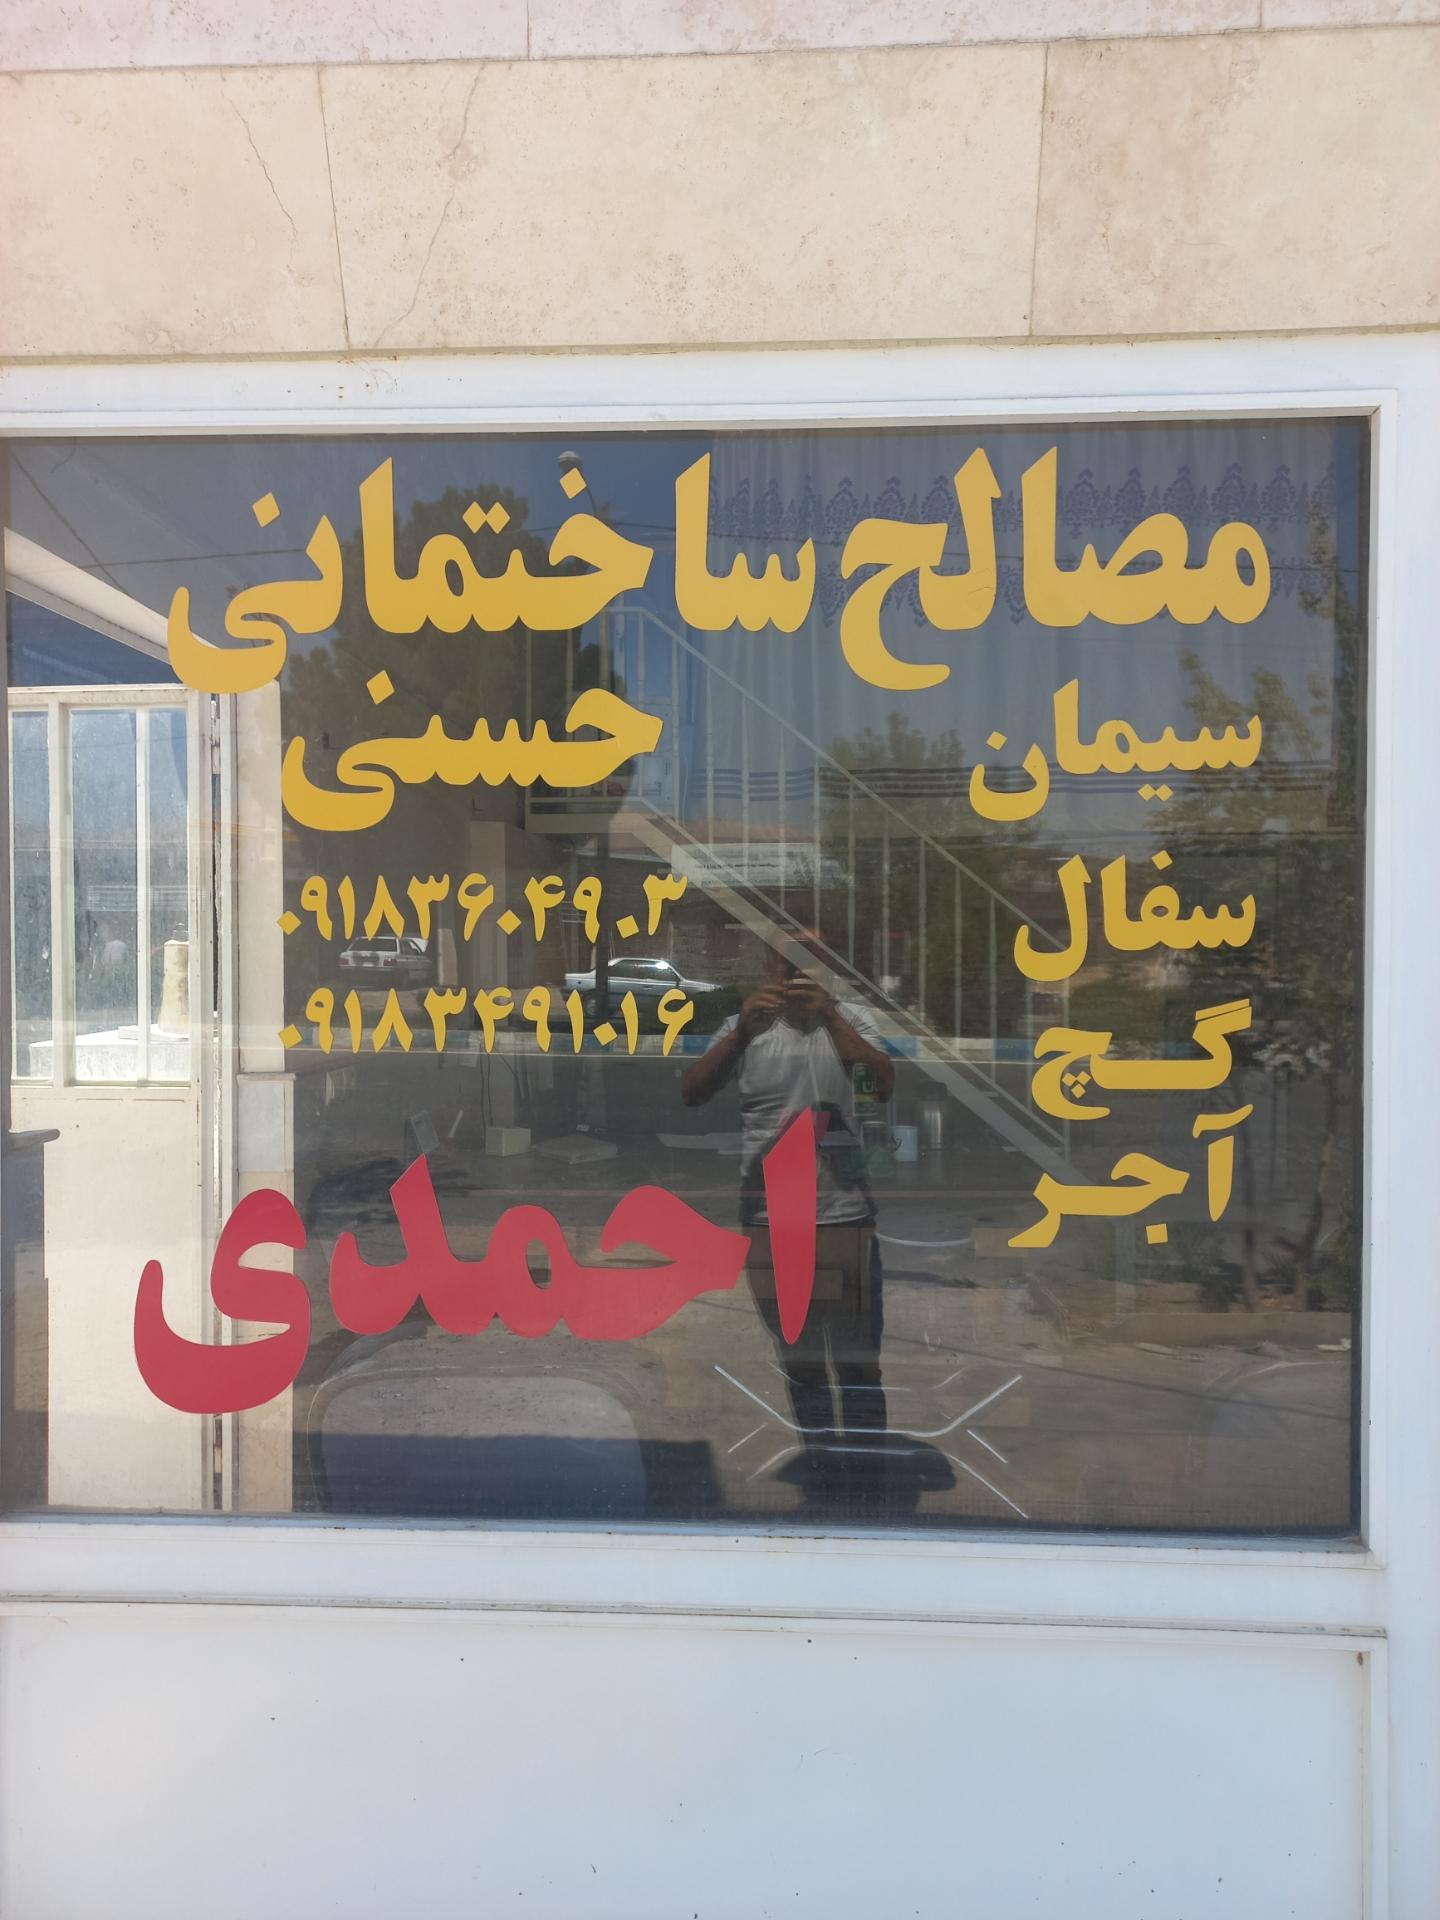 مصالح ساختمانی
حسنی
سیمان
سفال
گچ
آجر
۰۹۱۸۳۶۰۴۹۰۳
۰۹۱۸۳۴۹۱۰۱۶
احمدی